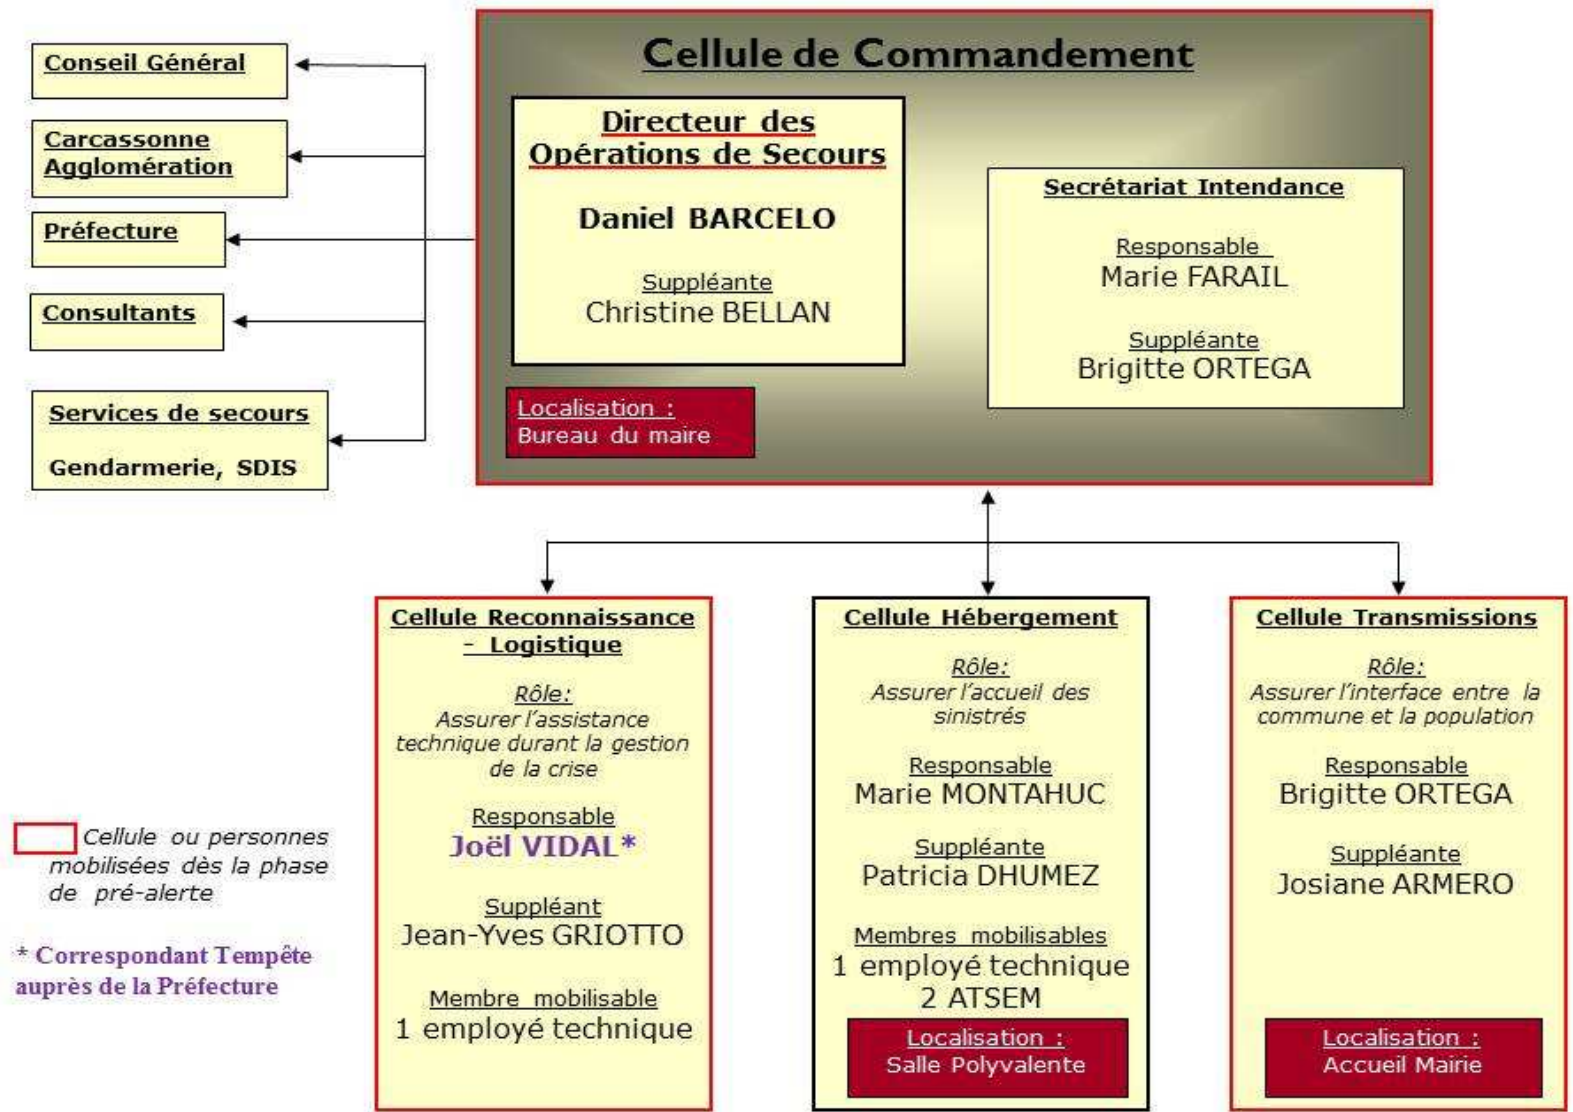 Cellule de Commandement
Conseil Général
Carcassonne
Agglomération
Préfecture
Consultants
Services de secours
Gendarmerie, SDIS
Directeur des
Opérations de Secours
Daniel BARCELO
Suppléante
Christine BELLAN
Localisation :
Bureau du maire
Secrétariat Intendance
Responsable
Marie FARAIL
Suppléante
Brigitte ORTEGA
Cellule Reconnaissance
- Logistique
Rôle:
Assurer l'assistance
technique durant la gestion
de la crise
Responsable
Joël VIDAL*
Suppléant
Jean-Yves GRIOTTO
Membre mobilisable
1 employé technique
Cellule Hébergement
Rôle:
Assurer l'accueil des
sinistrés
Responsable
Marie MONTAHUC
Suppléante
Patricia DHUMEZ
Membres mobilisables
1 employé technique
2 ATSEM
Localisation :
Salle Polyvalente
Cellule Transmissions
Rôle:
Assurer l'interface entre la
commune et la population
Responsable
Brigitte ORTEGA
Suppléante
Josiane ARMERO
Localisation :
Accueil Mairie
Cellule ou personnes
mobilisées dès la phase
de pré-alerte
* Correspondant Tempête
auprès de la Préfecture